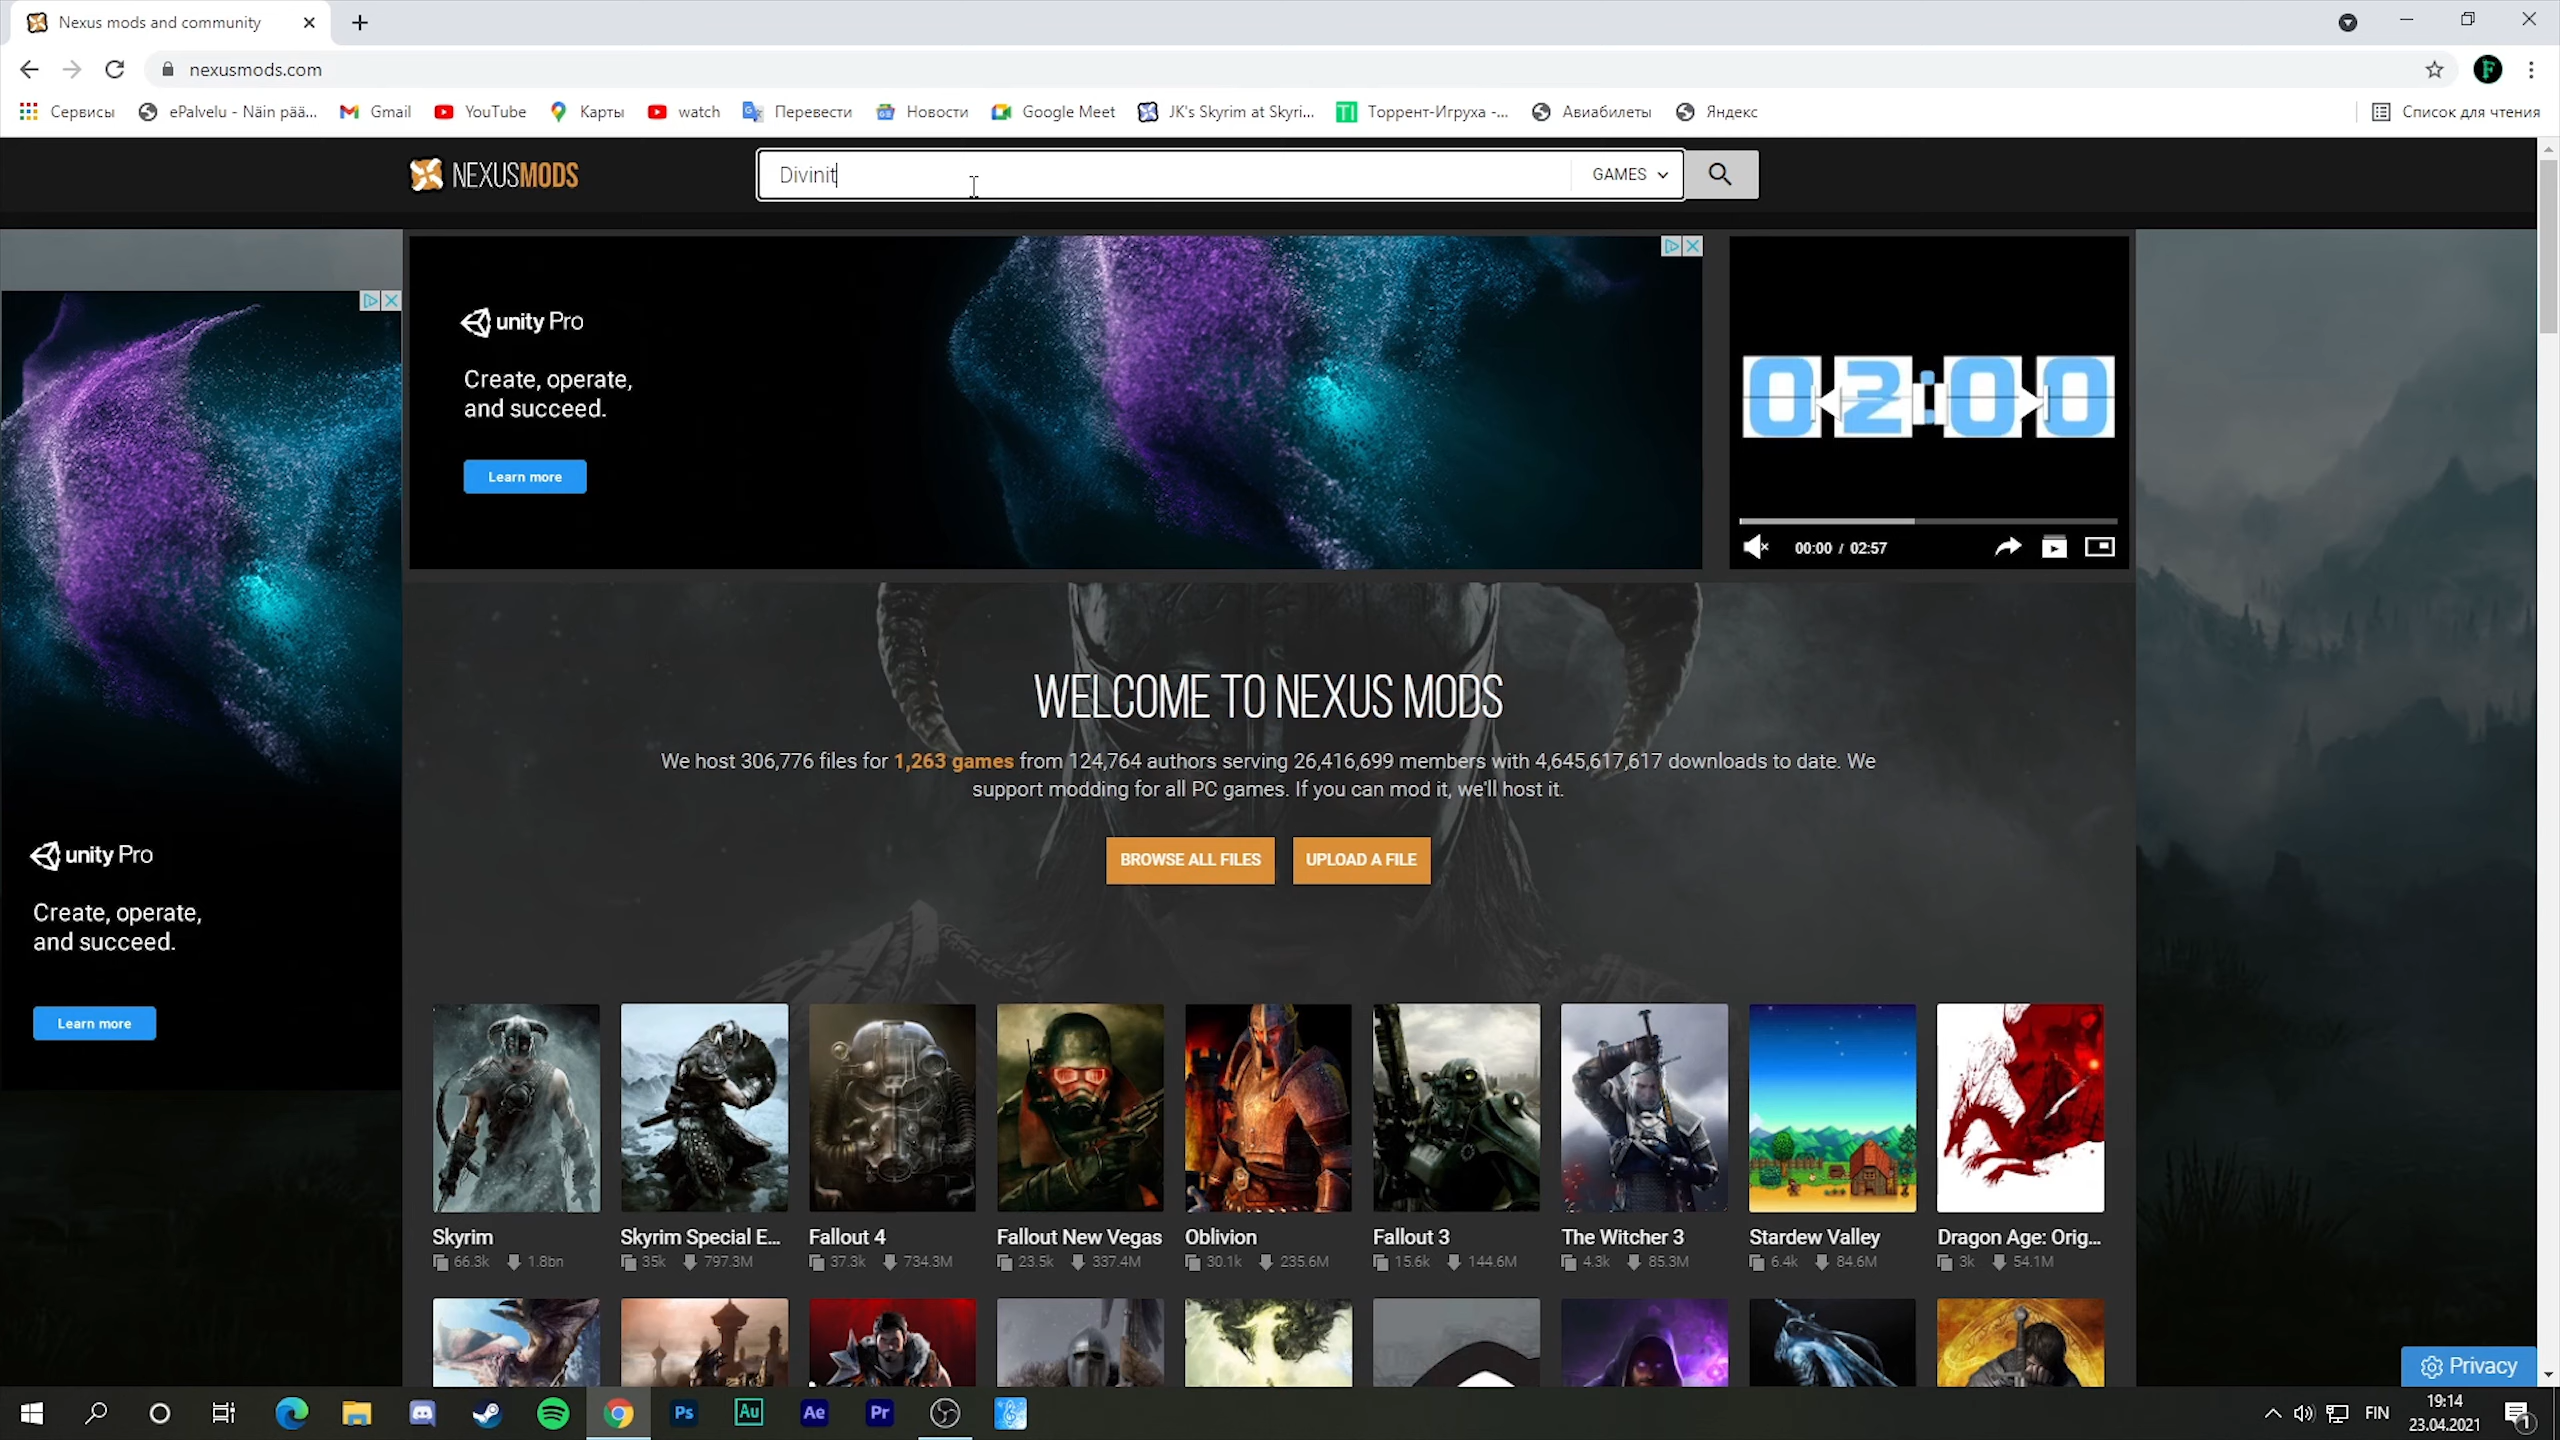 Nexus mods and community
nexusmods.com
Сервисы
ePalvelu - Näin pää...
Gmail
YouTube
Карты
watch
Перевести
Новости
Google Meet
JK's Skyrim at Skyri...
Торрент-Игруха -...
Авиабилеты
Яндекс
Список для чтения
NEXUSMODS
Divinit
GAMES
unity Pro
Create, operate,
and succeed.
Learn more
02:00
00:00 / 02:57
WELCOME TO NEXUS MODS
We host 306,776 files for 1,263 games from 124,764 authors serving 26,416,699 members with 4,645,617,617 downloads to date. We
support modding for all PC games. If you can mod it, we'll host it.
BROWSE ALL FILES
UPLOAD A FILE
unity Pro
Create, operate,
and succeed.
Learn more
Skyrim
66.3k 1.8bn
Skyrim Special E...
35k 797.3M
Fallout 4
37.3k 734.3M
Fallout New Vegas
23.5k 337.4M
Oblivion
30.1k 235.6M
Fallout 3
15.6k 144.6M
The Witcher 3
4.3k 85.3M
Stardew Valley
6.4k 84.6M
Dragon Age: Orig...
3k 54.1M
Privacy
Ps
Au
Ae
Pr
FIN
19:14
23.04.2021
1